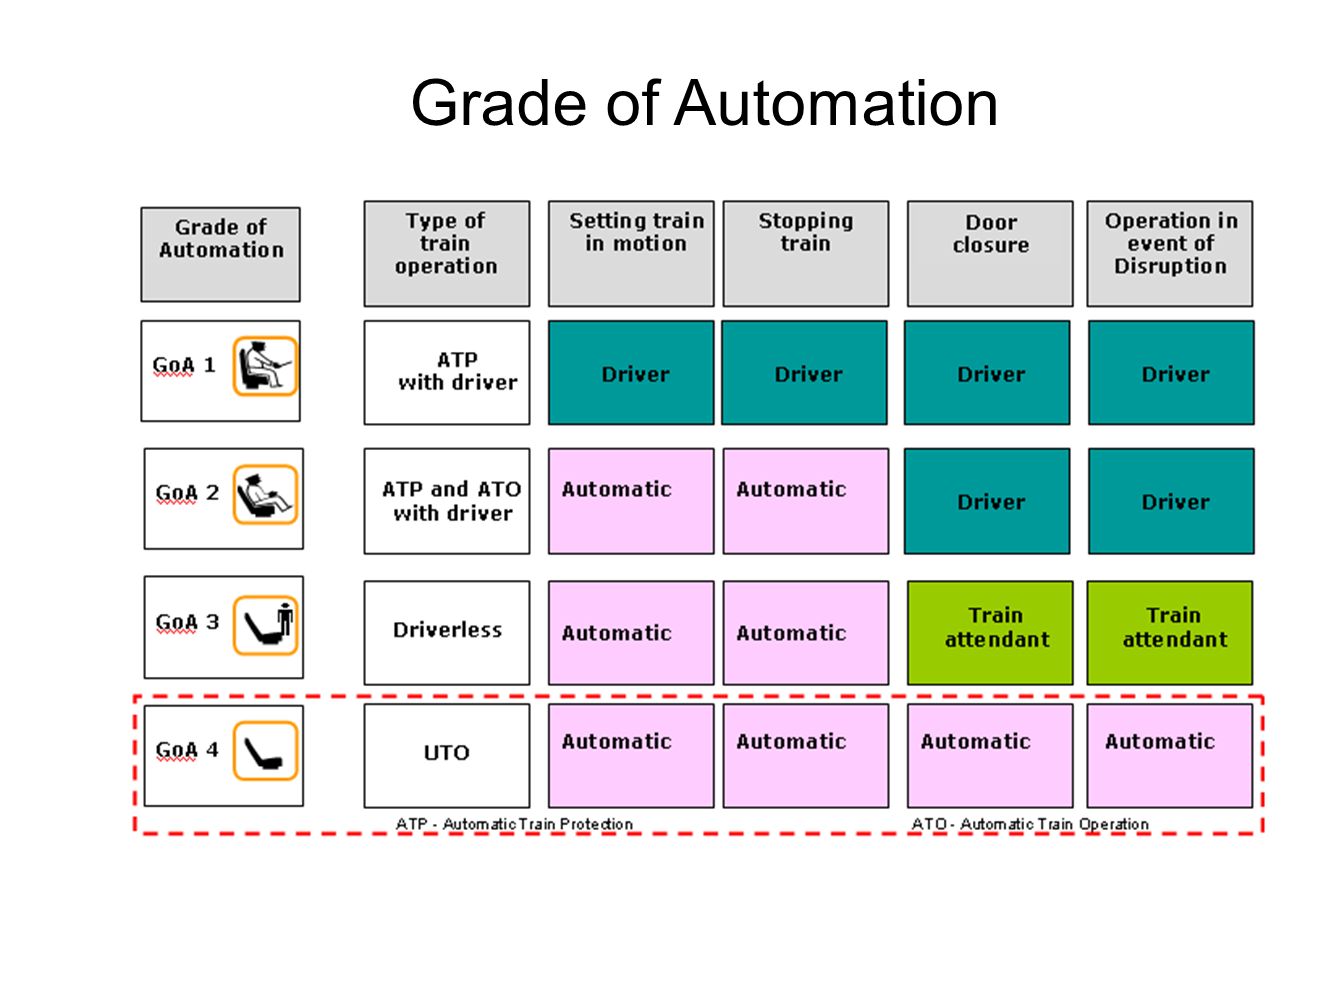 Grade of Automation
Grade of
Automation
Type of
train
operation
Setting train
in motion
Stopping
train
Door
closure
Operation in
event of
Disruption
GoA 1
ATP
with driver
Driver
Driver
Driver
Driver
GoA 2
ATP and ATO
with driver
Automatic
Automatic
Driver
Driver
GoA 3
Driverless
Automatic
Automatic
Train
attendant
Train
attendant
GoA 4
UTO
Automatic
Automatic
Automatic
Automatic
ATP - Automatic Train Protection
ATO - Automatic Train Operation